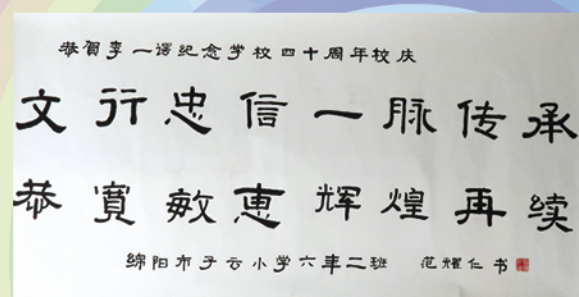 恭贺李一谔纪念学校四十周年校庆
文行忠信一脉传承
恭宽敏惠辉煌再续
绵阳市子云小学六年二班 范耀仁书